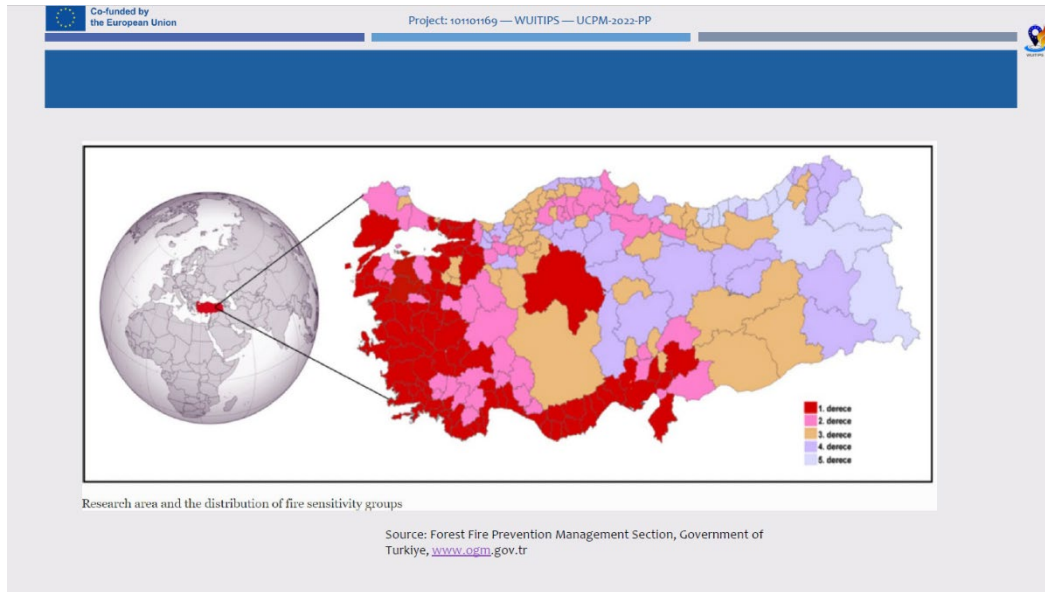 Co-funded by
the European Union
Project: 101101169 — WUITIPS — UCPM-2022-PP
WUITIPS
1. derece
2. derece
3. derece
4. derece
5. derece
Research area and the distribution of fire sensitivity groups
Source: Forest Fire Prevention Management Section, Government of
Turkiye, www.ogm.gov.tr